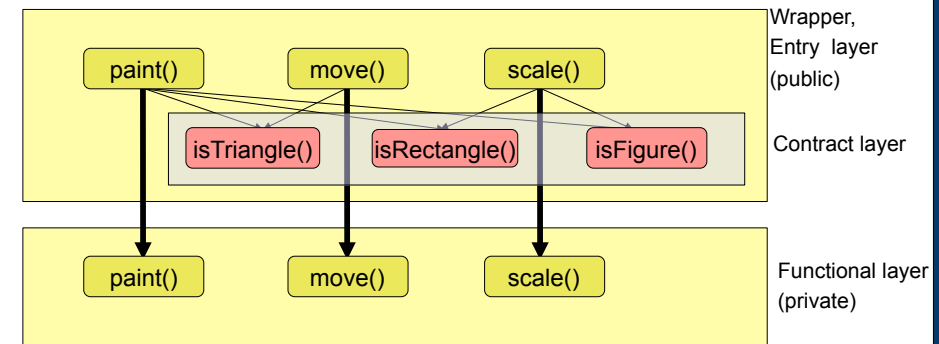 Wrapper,
Entry layer
(public)
paint()
move()
scale()
isTriangle()
isRectangle()
isFigure()
Contract layer
paint()
move()
scale()
Functional layer
(private)